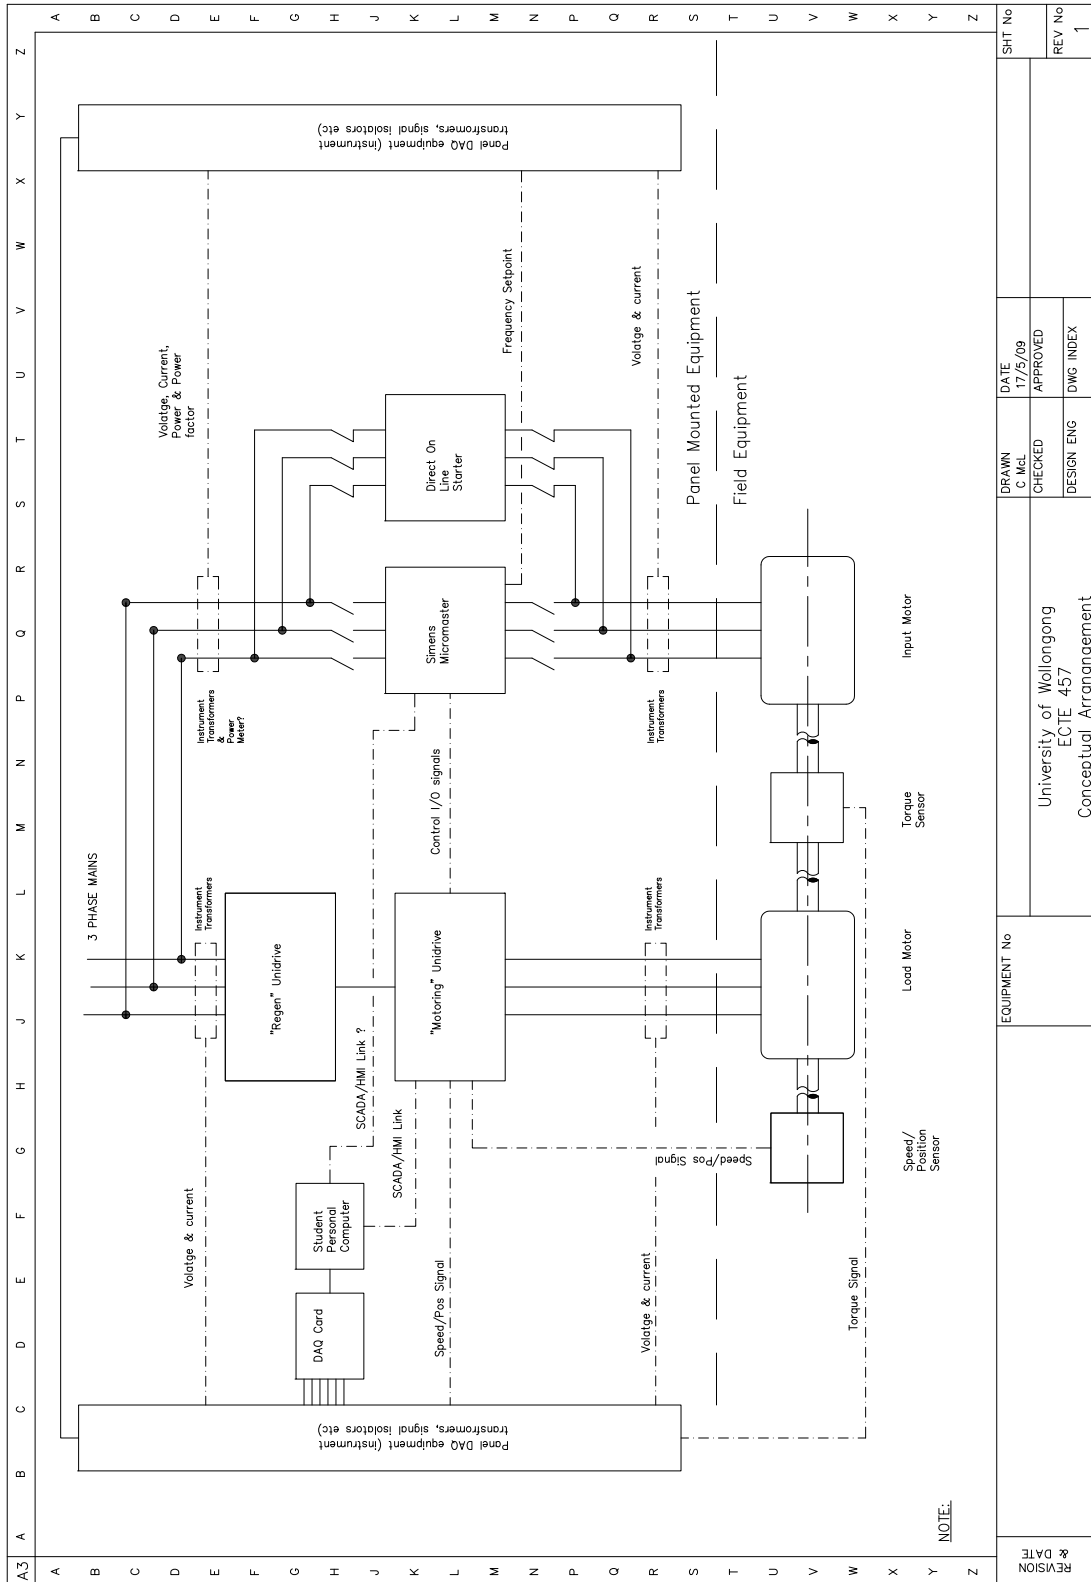 A3
A B C D E F G H J K L M N P Q R S T U V W X Y Z
A B C D E F G H J K L M N P Q R S T U V W X Y Z
3 PHASE MAINS
Panel DAQ equipment (instrument
transfromers, signal isolators etc)
Volatge & current
Instrument
Transformers
Instrument
Transformers
&
Power
Meter?
Volatge, Current,
Power & Power
factor
Panel DAQ equipment (instrument
transfromers, signal isolators etc)
"Regen" Unidrive
DAQ Card
Student
Personal
Computer
SCADA/HMI Link ?
SCADA/HMI Link
Speed/Pos Signal
"Motoring" Unidrive
Control I/O signals
Simens
Micromaster
Direct On
Line
Starter
Frequency Setpoint
Volatge & current
Instrument
Transformers
Instrument
Transformers
Volatge & current
Speed/Pos Signal
Panel Mounted Equipment
Field Equipment
Torque Signal
Speed/
Position
Sensor
Load Motor
Torque
Sensor
Input Motor
NOTE:
A B C D E F G H J K L M N P Q R S T U V W X Y Z
REVISION
& DATE
EQUIPMENT No
University of Wollongong
ECTE 457
Conceptual Arranangement
DRAWN
C McL
DATE
17/5/09
CHECKED
APPROVED
DESIGN ENG
DWG INDEX
SHT No
REV No
1